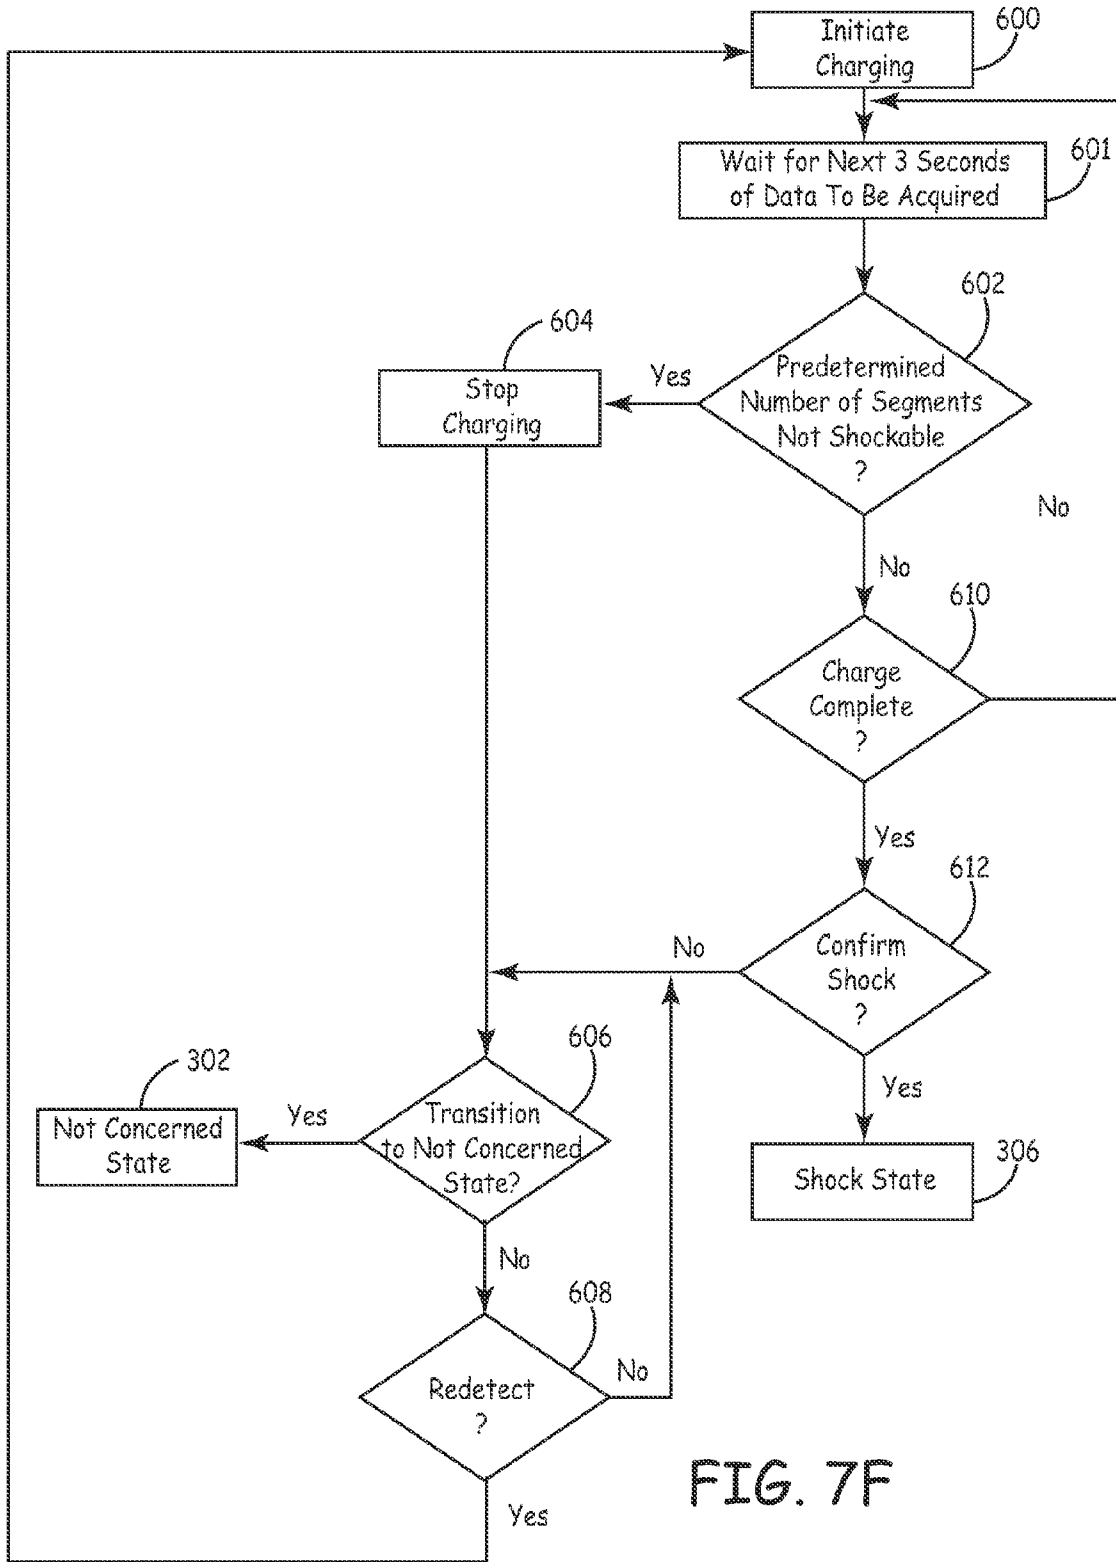 600
Initiate
Charging
601
Wait for Next 3 Seconds
of Data To Be Acquired
602
604
Predetermined
Number of Segments
Not Shockable
?
Yes
Stop
Charging
No
No
610
Charge
Complete
?
Yes
612
Confirm
Shock
?
No
606
302
Yes
Transition
to Not Concerned
State?
Yes
Not Concerned
State
306
Shock State
No
608
Redetect
?
No
Yes
FIG. 7F